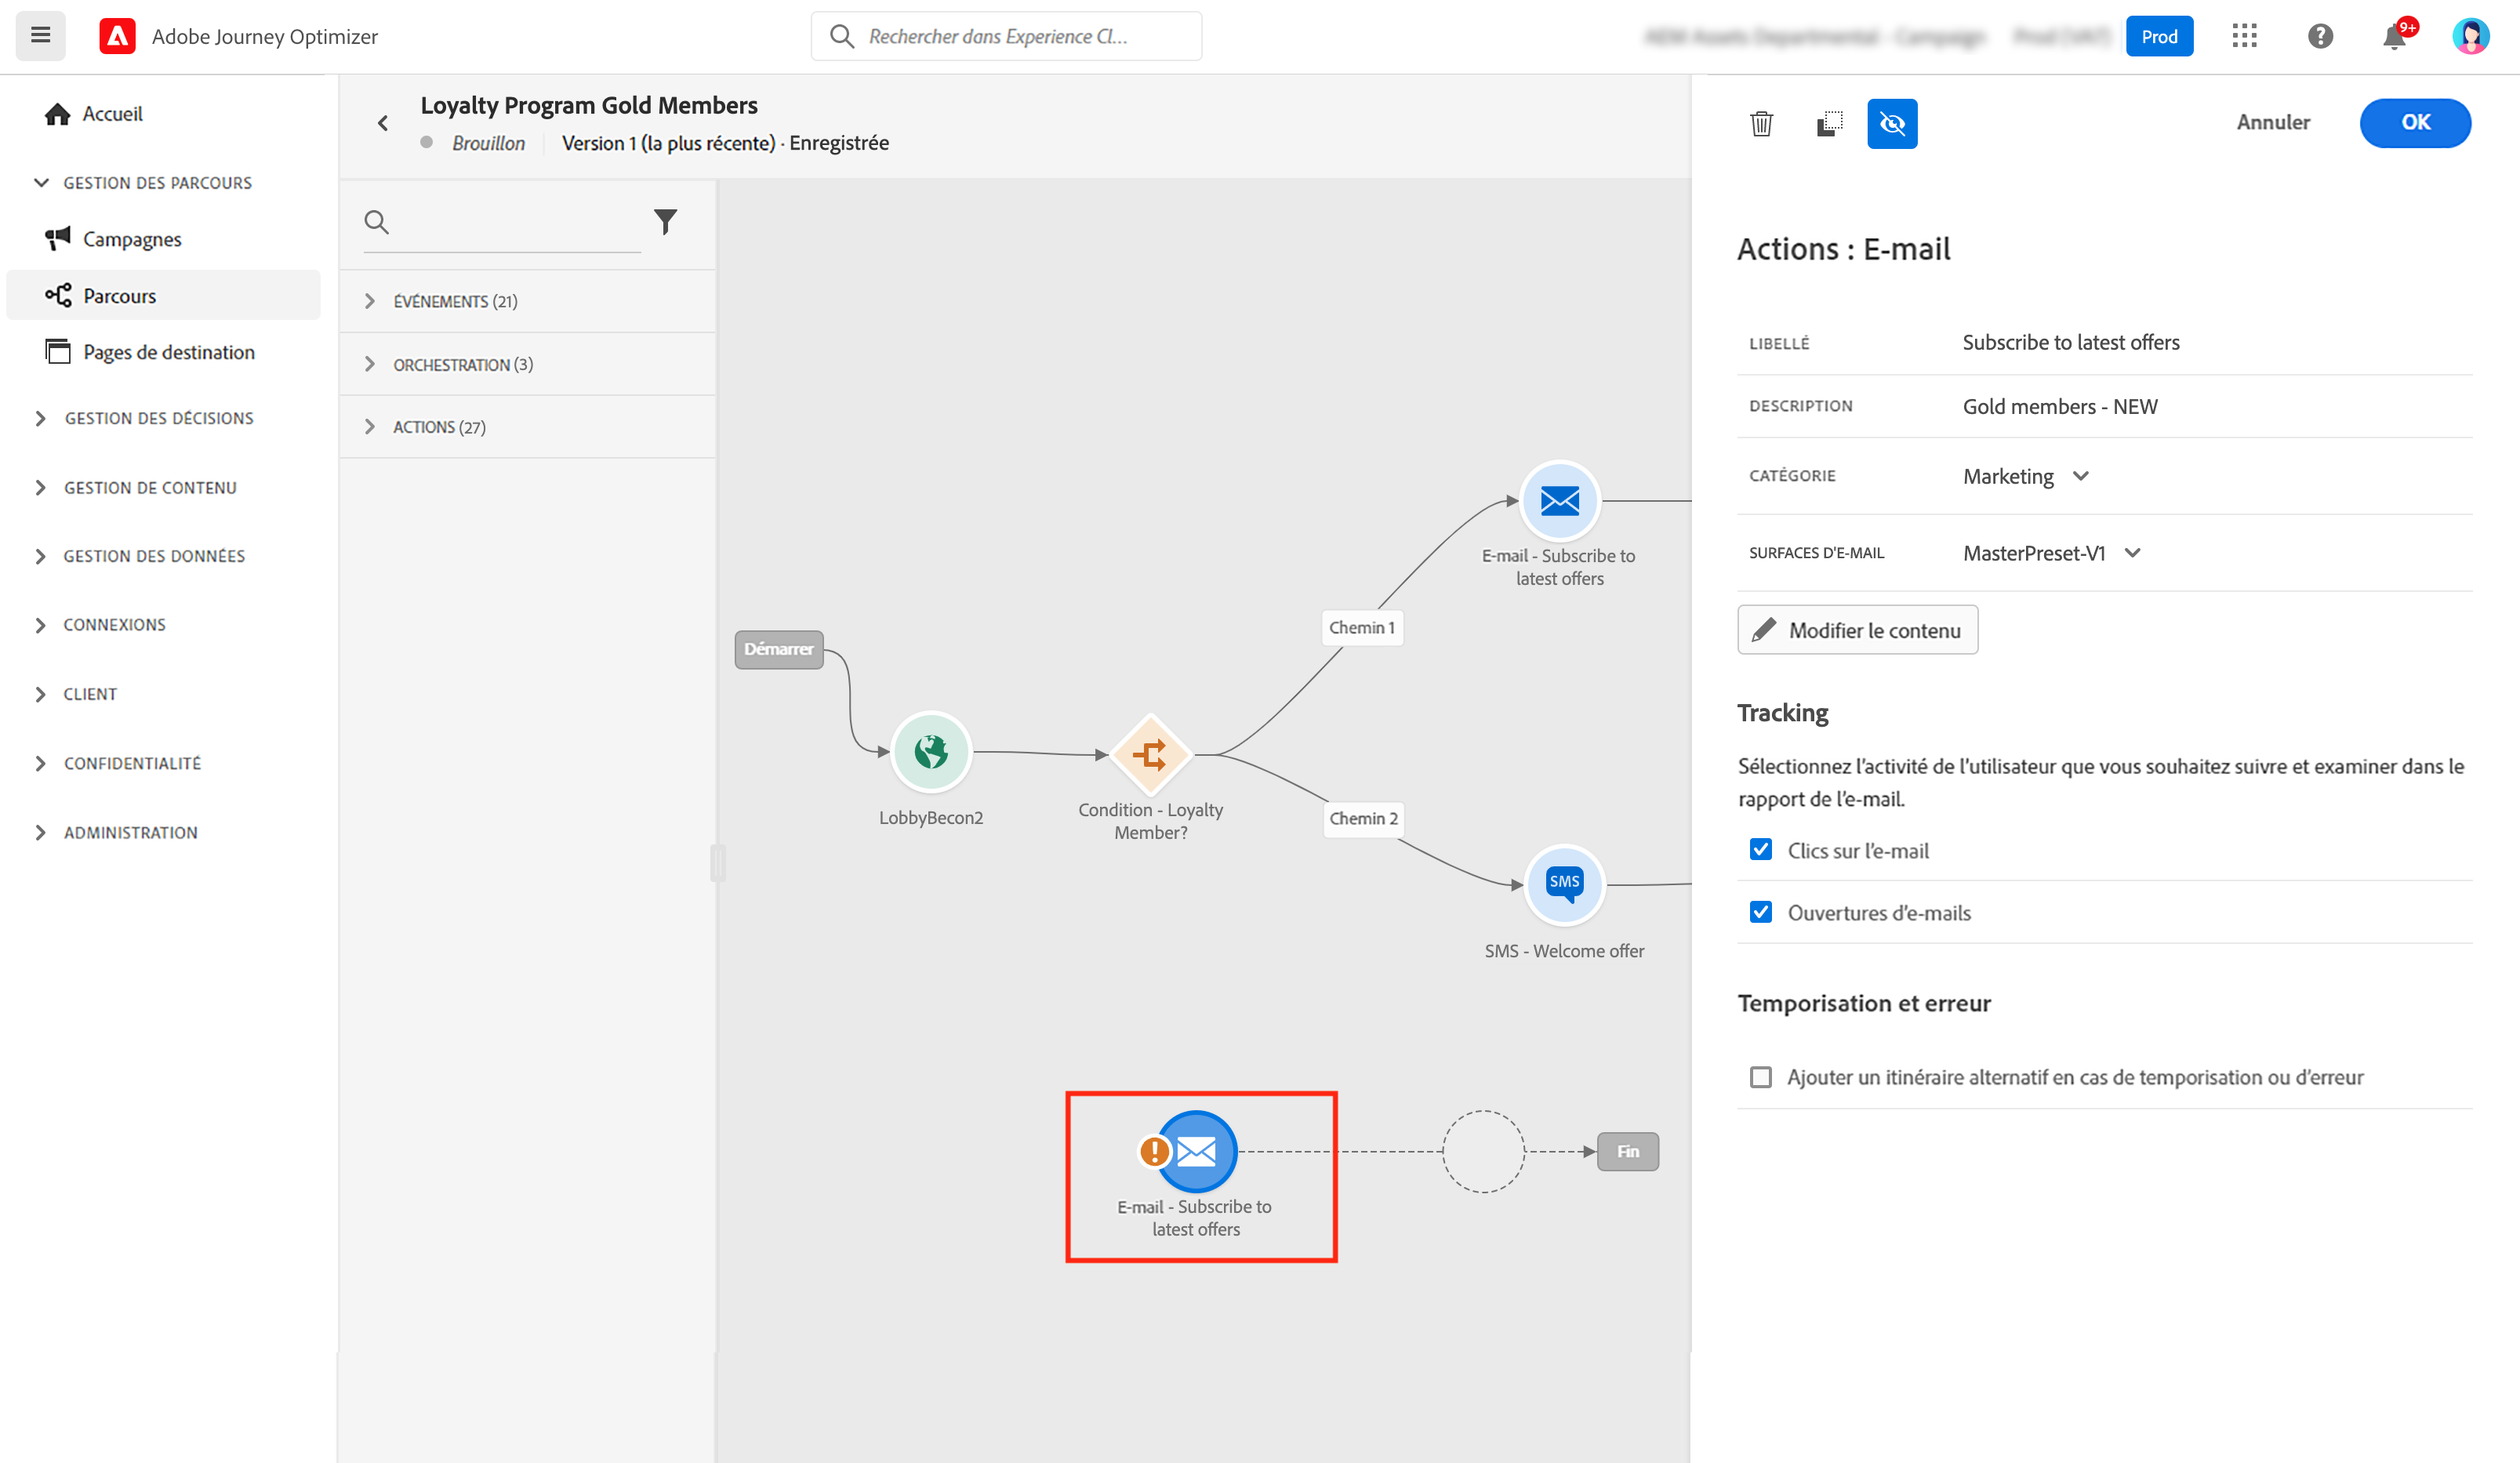 Adobe Journey Optimizer
Rechercher dans Experience Cl...
Prod
9+
Accueil
GESTION DES PARCOURS
Campagnes
Parcours
Pages de destination
GESTION DES DÉCISIONS
GESTION DE CONTENU
GESTION DES DONNÉES
CONNEXIONS
CLIENT
CONFIDENTIALITÉ
ADMINISTRATION
Loyalty Program Gold Members
Brouillon
Version 1 (la plus récente) · Enregistrée
ÉVÉNEMENTS (21)
ORCHESTRATION (3)
ACTIONS (27)
Démarrer
LobbyBecon2
Condition - Loyalty
Member?
Chemin 1
Chemin 2
E-mail - Subscribe to
latest offers
SMS
SMS - Welcome offer
E-mail - Subscribe to
latest offers
Fin
Annuler
OK
Actions : E-mail
LIBELLÉ
Subscribe to latest offers
DESCRIPTION
Gold members - NEW
CATÉGORIE
Marketing
SURFACES D'E-MAIL
MasterPreset-V1
Modifier le contenu
Tracking
Sélectionnez l'activité de l'utilisateur que vous souhaitez suivre et examiner dans le
rapport de l'e-mail.
Clics sur l'e-mail
Ouvertures d'e-mails
Temporisation et erreur
Ajouter un itinéraire alternatif en cas de temporisation ou d'erreur